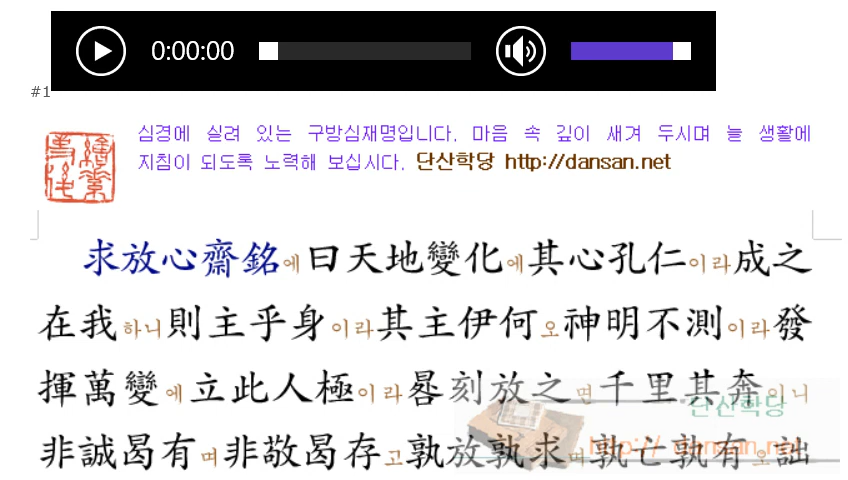 0:00:00
#1
심경에 실려 있는 구방심재명입니다. 마음 속 깊이 새겨 두시며 늘 생활에
지침이 되도록 노력해 보십시다. 단산학당 http://dansan.net
求放心齋銘에曰天地變化에其心孔仁이라成之
在我하니則主乎身이라其主伊何오神明不測이라發
揮萬變에立此人極이라晷刻放之면千里其奔이니
단산학당
非誠曷有며非敬曷存고孰放孰求며孰亡孰有오詘
http://dansan.net